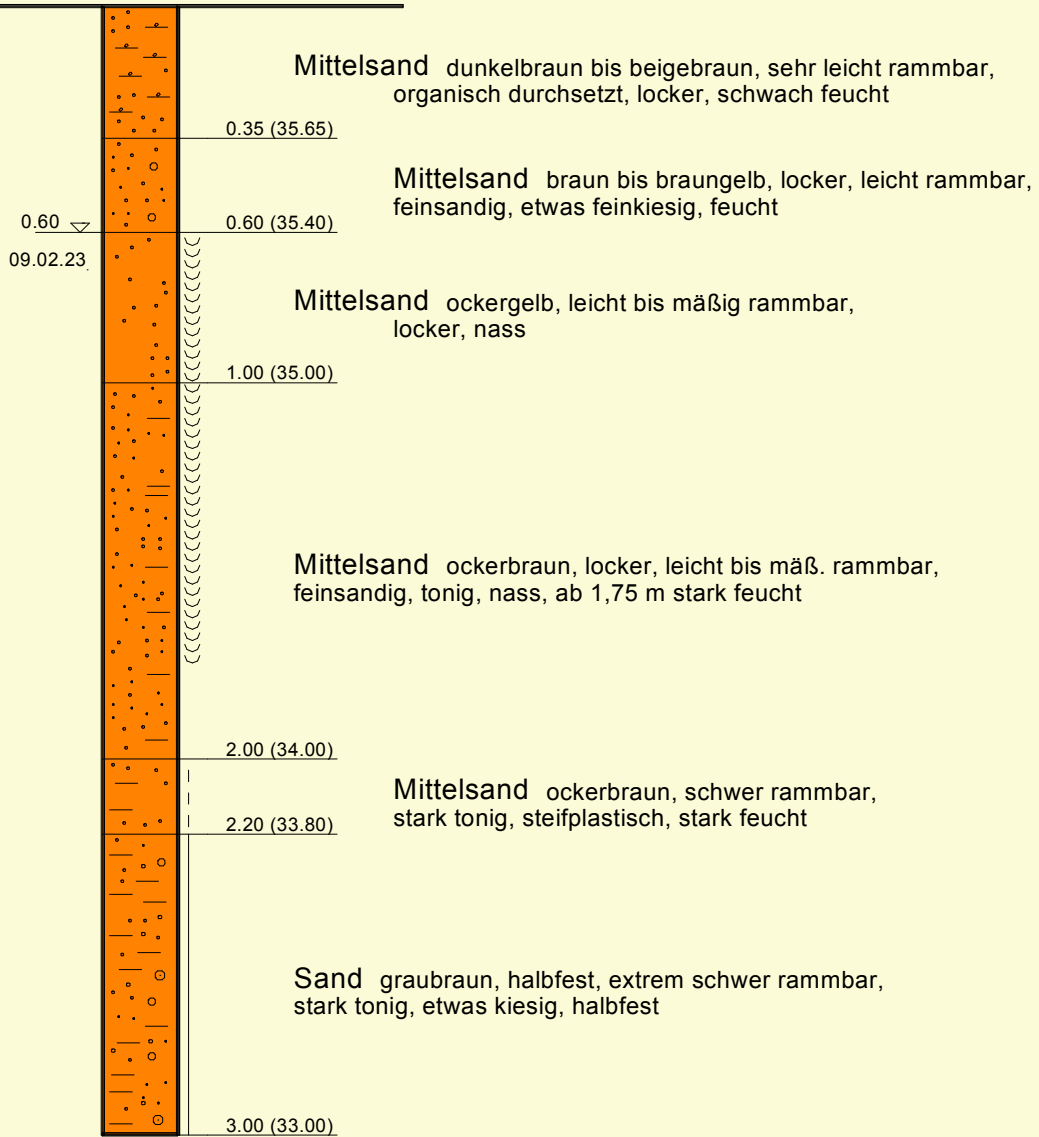 Mittelsand dunkelbraun bis beigebraun, sehr leicht rammbar,
organisch durchsetzt, locker, schwach feucht
0.35 (35.65)
Mittelsand braun bis braungelb, locker, leicht rammbar,
feinsandig, etwas feinkiesig, feucht
0.60
0.60 (35.40)
09.02.23
Mittelsand ockergelb, leicht bis mäßig rammbar,
locker, nass
1.00 (35.00)
Mittelsand ockerbraun, locker, leicht bis mäß. rammbar,
feinsandig, tonig, nass, ab 1,75 m stark feucht
2.00 (34.00)
Mittelsand ockerbraun, schwer rammbar,
stark tonig, steifplastisch, stark feucht
2.20 (33.80)
Sand graubraun, halbfest, extrem schwer rammbar,
stark tonig, etwas kiesig, halbfest
3.00 (33.00)